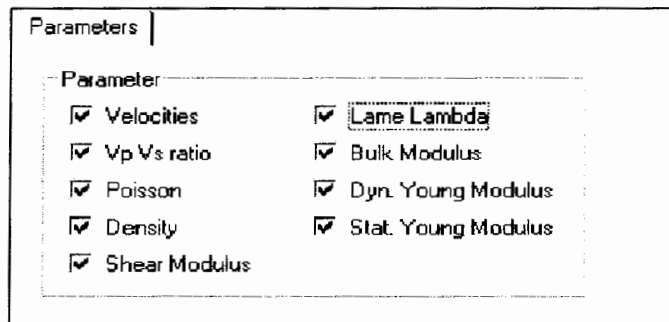 Parameters
Parameter
Velocities
Vp Vs ratio
Poisson
Density
Shear Modulus
Lame Lambda
Bulk Modulus
Dyn. Young Modulus
Stat. Young Modulus